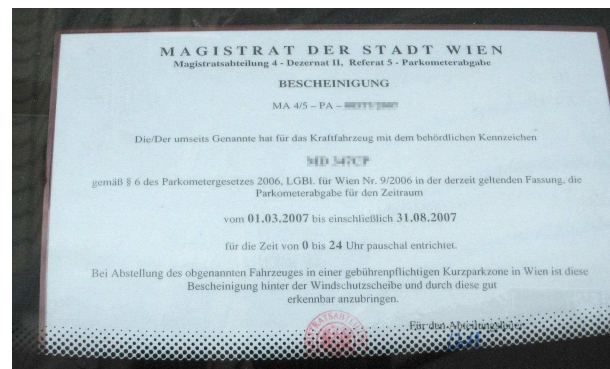 MAGISTRAT DER STADT WIEN
Magistratsabteilung 4 - Dezernat II, Referat 5 - Parkometerabgabe
BESCHEINIGUNG
MA 4/5 – PA –
Die/Der umseits Genannte hat für das Kraftfahrzeug mit dem behördlichen Kennzeichen
gemäß § 6 des Parkometergesetzes 2006, LGBl. für Wien Nr. 9/2006 in der derzeit geltenden Fassung, die
Parkometerabgabe für den Zeitraum
vom 01.03.2007 bis einschließlich 31.08.2007
für die Zeit von 0 bis 24 Uhr pauschal entrichtet.
Bei Abstellung des obgenannten Fahrzeuges in einer gebührenpflichtigen Kurzparkzone in Wien ist diese
Bescheinigung hinter der Windschutzscheibe und durch diese gut
erkennbar anzubringen.
Für den